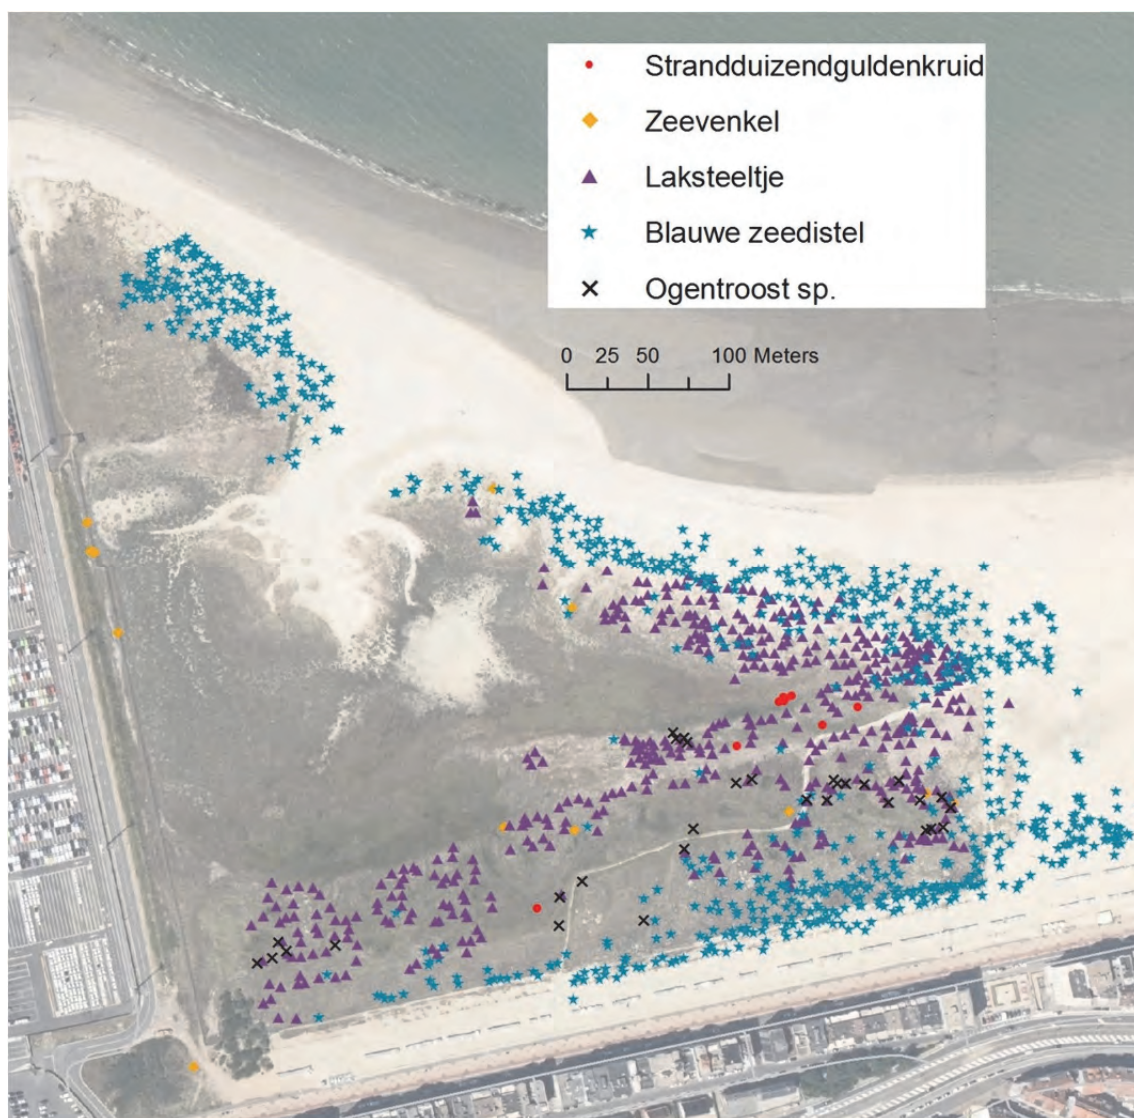 Strandduizendguldenkruid
Zeevenkel
Laksteeltje
Blauwe zeedistel
Ogentroost sp.
0 25 50 100 Meters